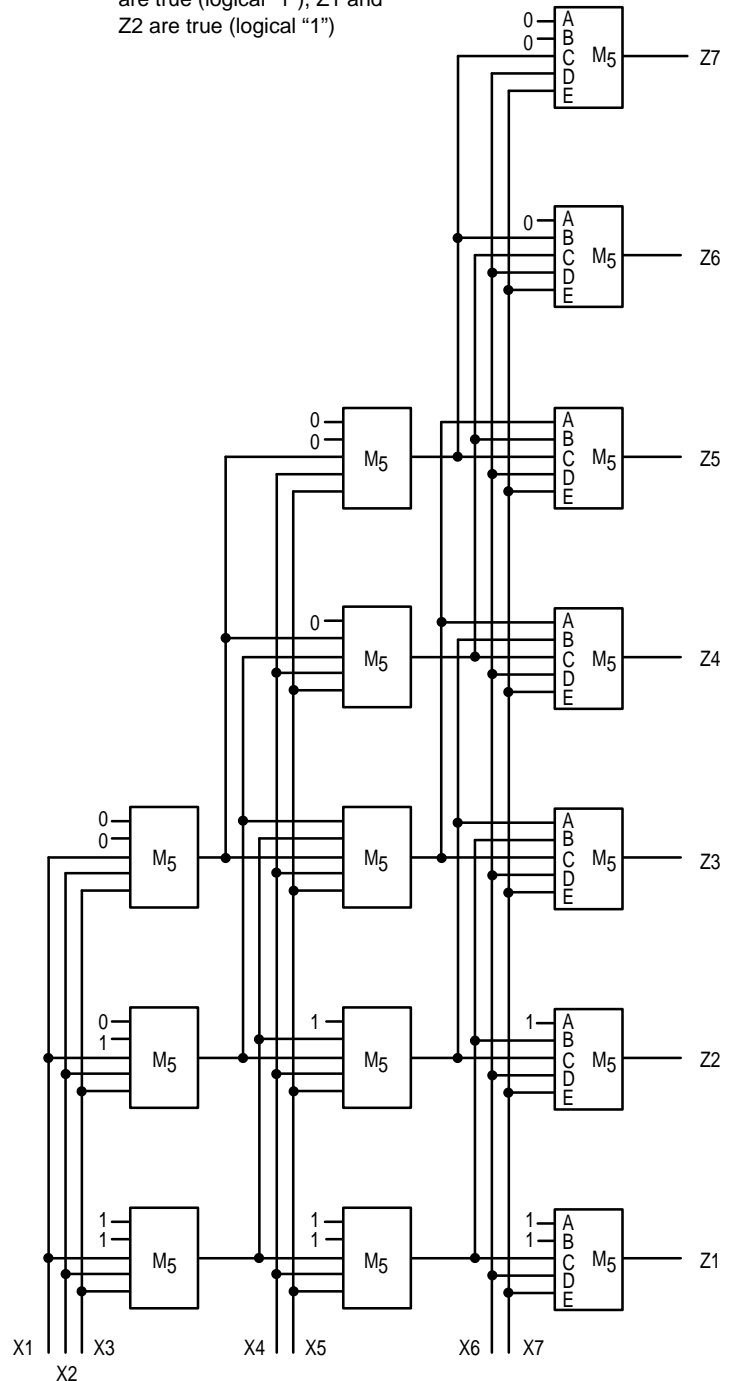 are true (logical “1”), Z1 and
Z2 are true (logical “1”)
0 A
0 B
C M5 Z7
D
E
0 A
B
C M5 Z6
D
E
0
0
M5
A
B
C M5 Z5
D
E
0
M5
A
B
C M5 Z4
D
E
0
0
M5
M5
A
B
C M5 Z3
D
E
0
1
M5
1
M5
1 A
B
C M5 Z2
D
E
1
1
M5
1
1
M5
1 A
1 B
C M5 Z1
D
E
X1 X3 X4 X5 X6 X7
X2